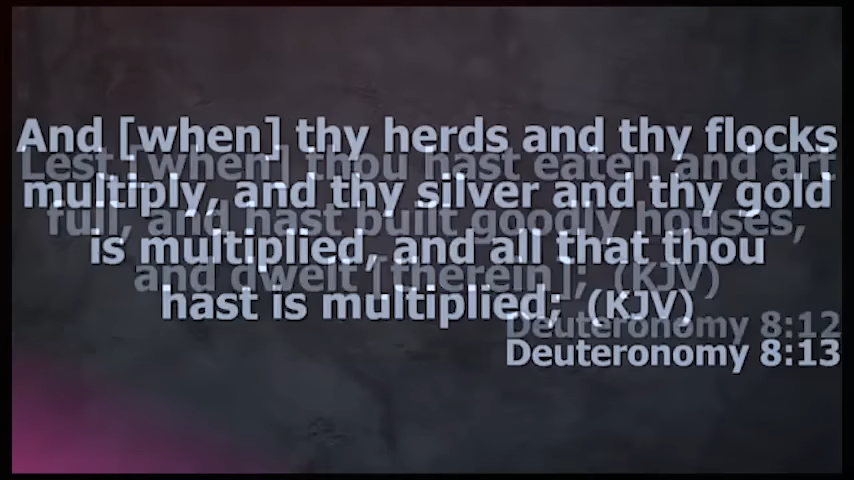 And [when] thy herds and thy flocks
Lest [when] thou hast eaten and art
multiply, and thy silver and thy gold
full, and hast built goodly houses,
is multiplied, and all that thou
and dwelt [therein]; (KJV)
hast is multiplied; (KJV)
Deuteronomy 8:12
Deuteronomy 8:13